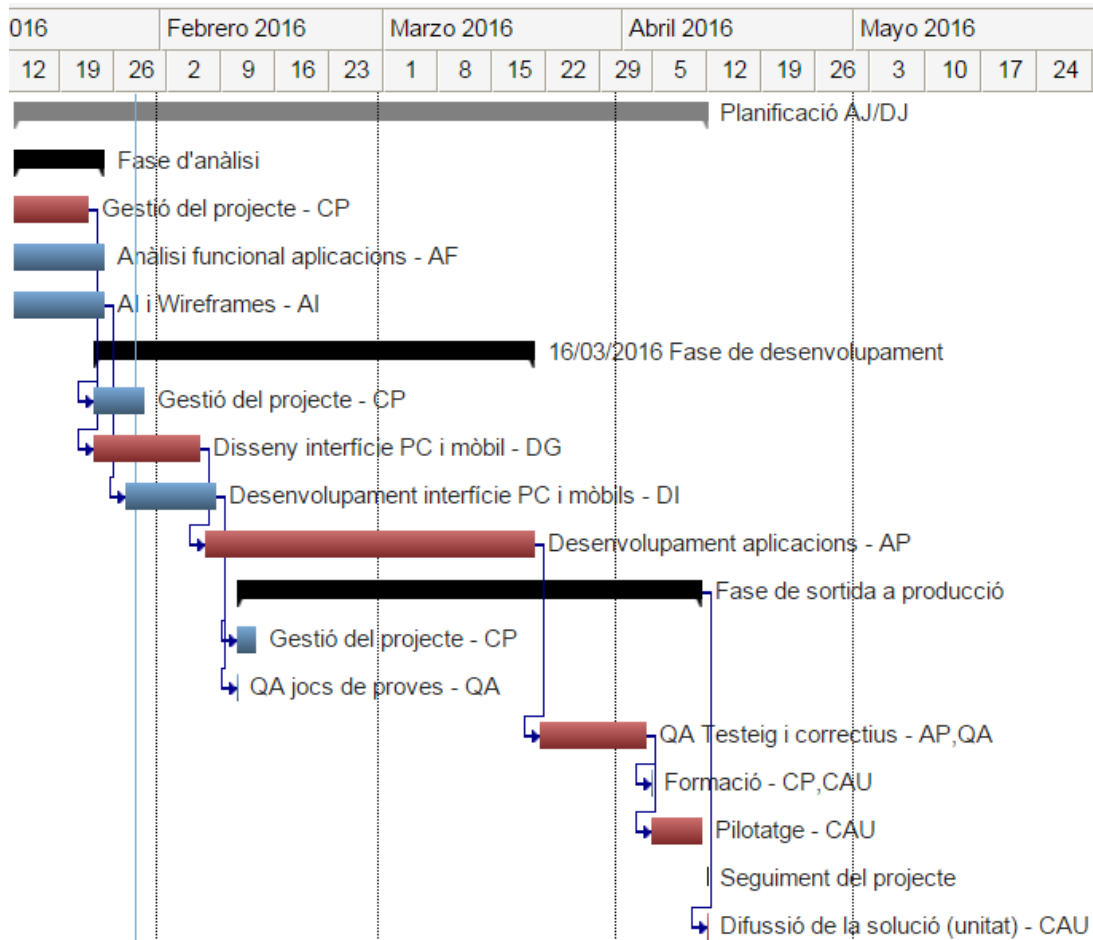 016 Febrero 2016 Marzo 2016 Abril 2016 Mayo 2016
12 19 26 2 9 16 23 1 8 15 22 29 5 12 19 26 3 10 17 24
Planificació AJ/DJ
Fase d'anàlisi
Gestió del projecte - CP
Anàlisi funcional aplicacions - AF
AI i Wireframes - AI
16/03/2016 Fase de desenvolupament
Gestió del projecte - CP
Disseny interfície PC i mòbil - DG
Desenvolupament interfície PC i mòbils - DI
Desenvolupament aplicacions - AP
Fase de sortida a producció
Gestió del projecte - CP
QA jocs de proves - QA
QA Testeig i correctius - AP,QA
Formació - CP,CAU
Pilotatge - CAU
Seguiment del projecte
Difussió de la solució (unitat) - CAU